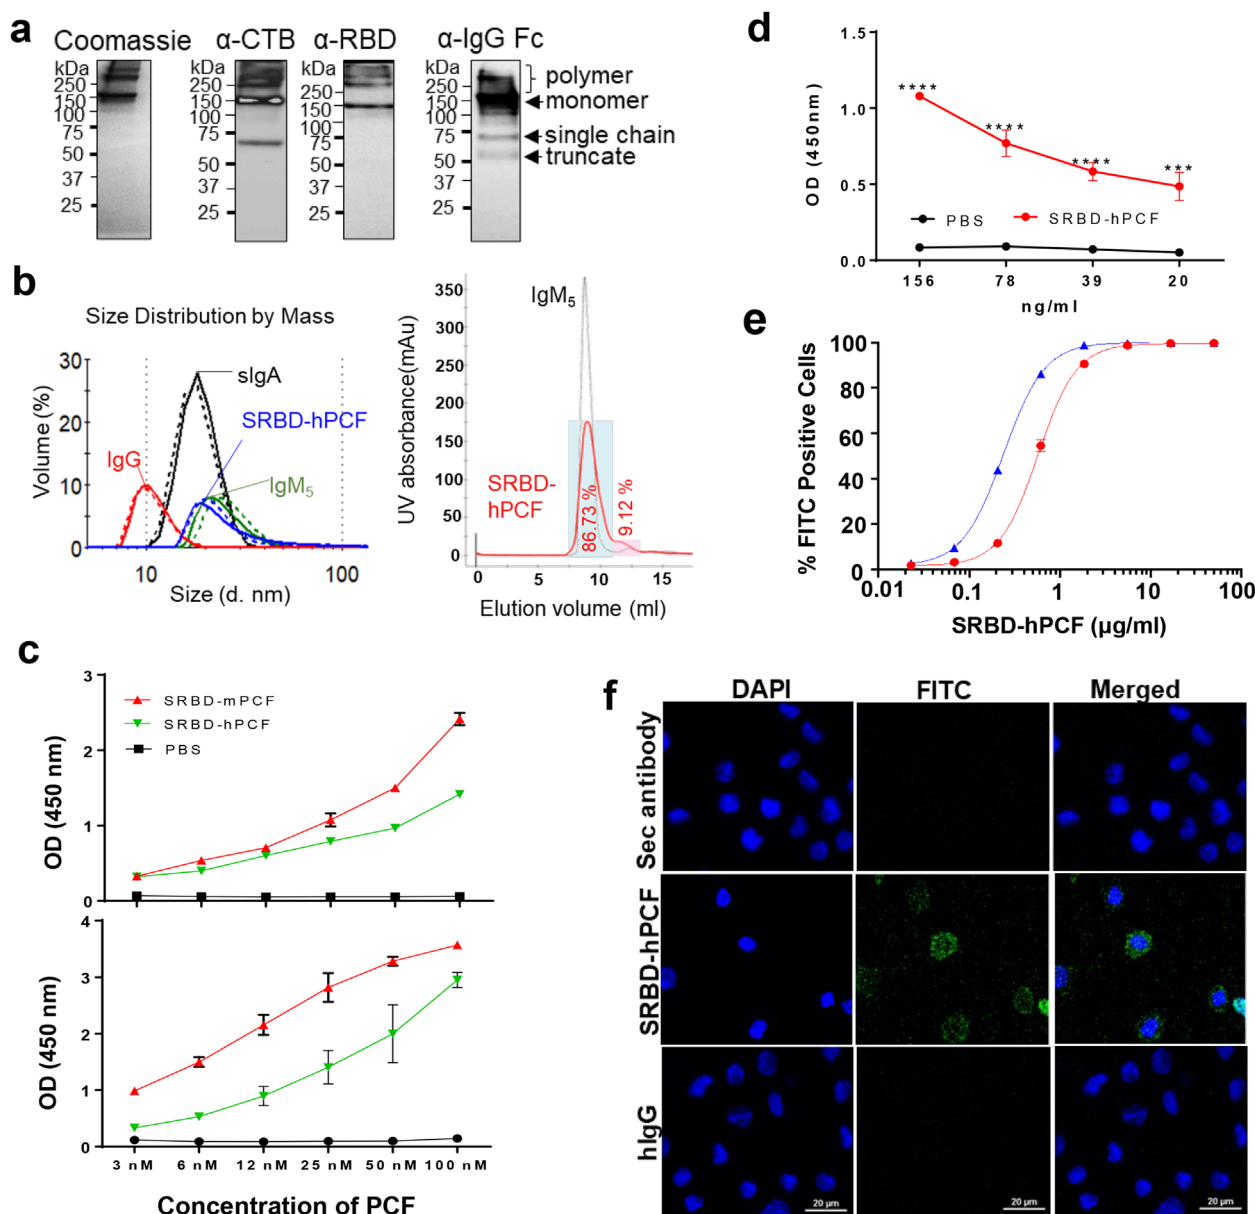 a
Coomassie α-CTB α-RBD α-IgG Fc
kDa
250
150
100
75
50
37
25
kDa
250
150
100
75
50
37
25
kDa
250
150
100
75
50
37
25
kDa
250
150
100
75
50
37
25
polymer
monomer
single chain
truncate
b
Size Distribution by Mass
Volume (%)
30
20
10
0
sIgA
SRBD-hPCF
IgG
IgM5
10 100
Size (d. nm)
UV absorbance(mAu)
350
300
250
200
150
100
50
0
IgM5
SRBD-
hPCF
86.73 %
9.12 %
0 5 10 15
Elution volume (ml)
c
OD (450 nm)
3
2
1
0
SRBD-mPCF
SRBD-hPCF
PBS
OD (450 nm)
4
3
2
1
0
3 nM 6 nM 12 nM 25 nM 50 nM 100 nM
Concentration of PCF
d
OD (450nm)
1.5
1.0
0.5
0.0
**** **** **** ***
PBS SRBD-hPCF
156 78 39 20
ng/ml
e
% FITC Positive Cells
100
80
60
40
20
0
0.01 0.1 1 10 100
SRBD-hPCF (µg/ml)
f
DAPI FITC Merged
Sec antibody
SRBD-hPCF
hIgG
20 µm 20 µm 20 µm